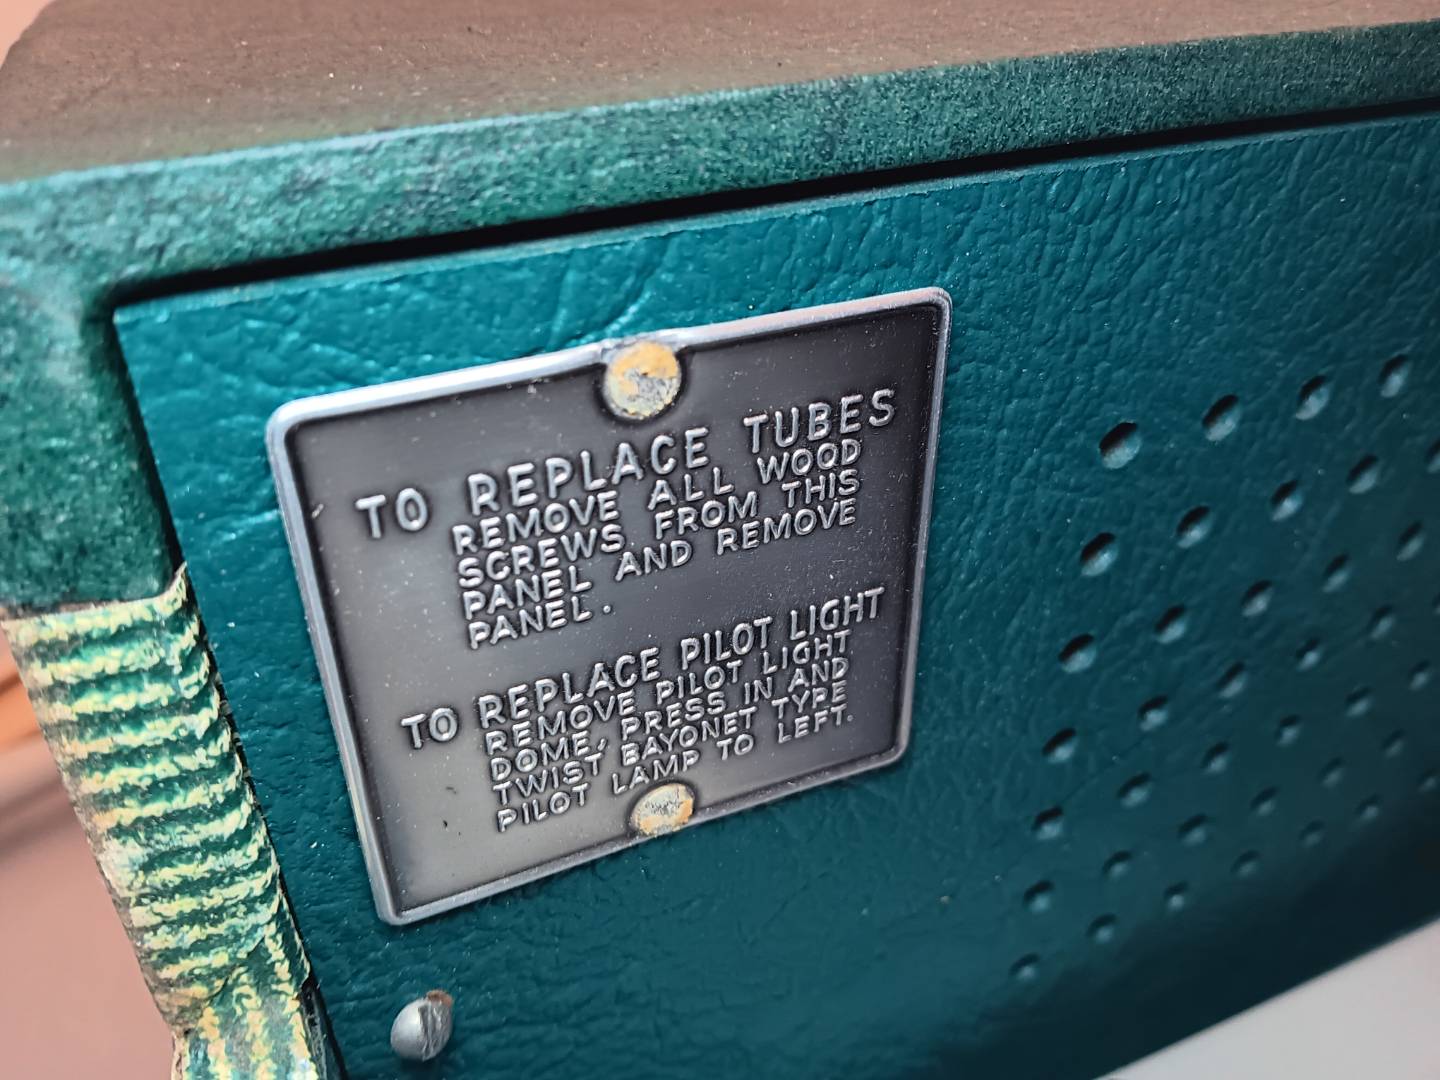 TO REPLACE TUBES
REMOVE ALL WOOD
SCREWS FROM THIS
PANEL AND REMOVE
PANEL.
TO REPLACE PILOT LIGHT
REMOVE PILOT LIGHT
DOME, PRESS IN AND
TWIST BAYONET TYPE
PILOT LAMP TO LEFT.